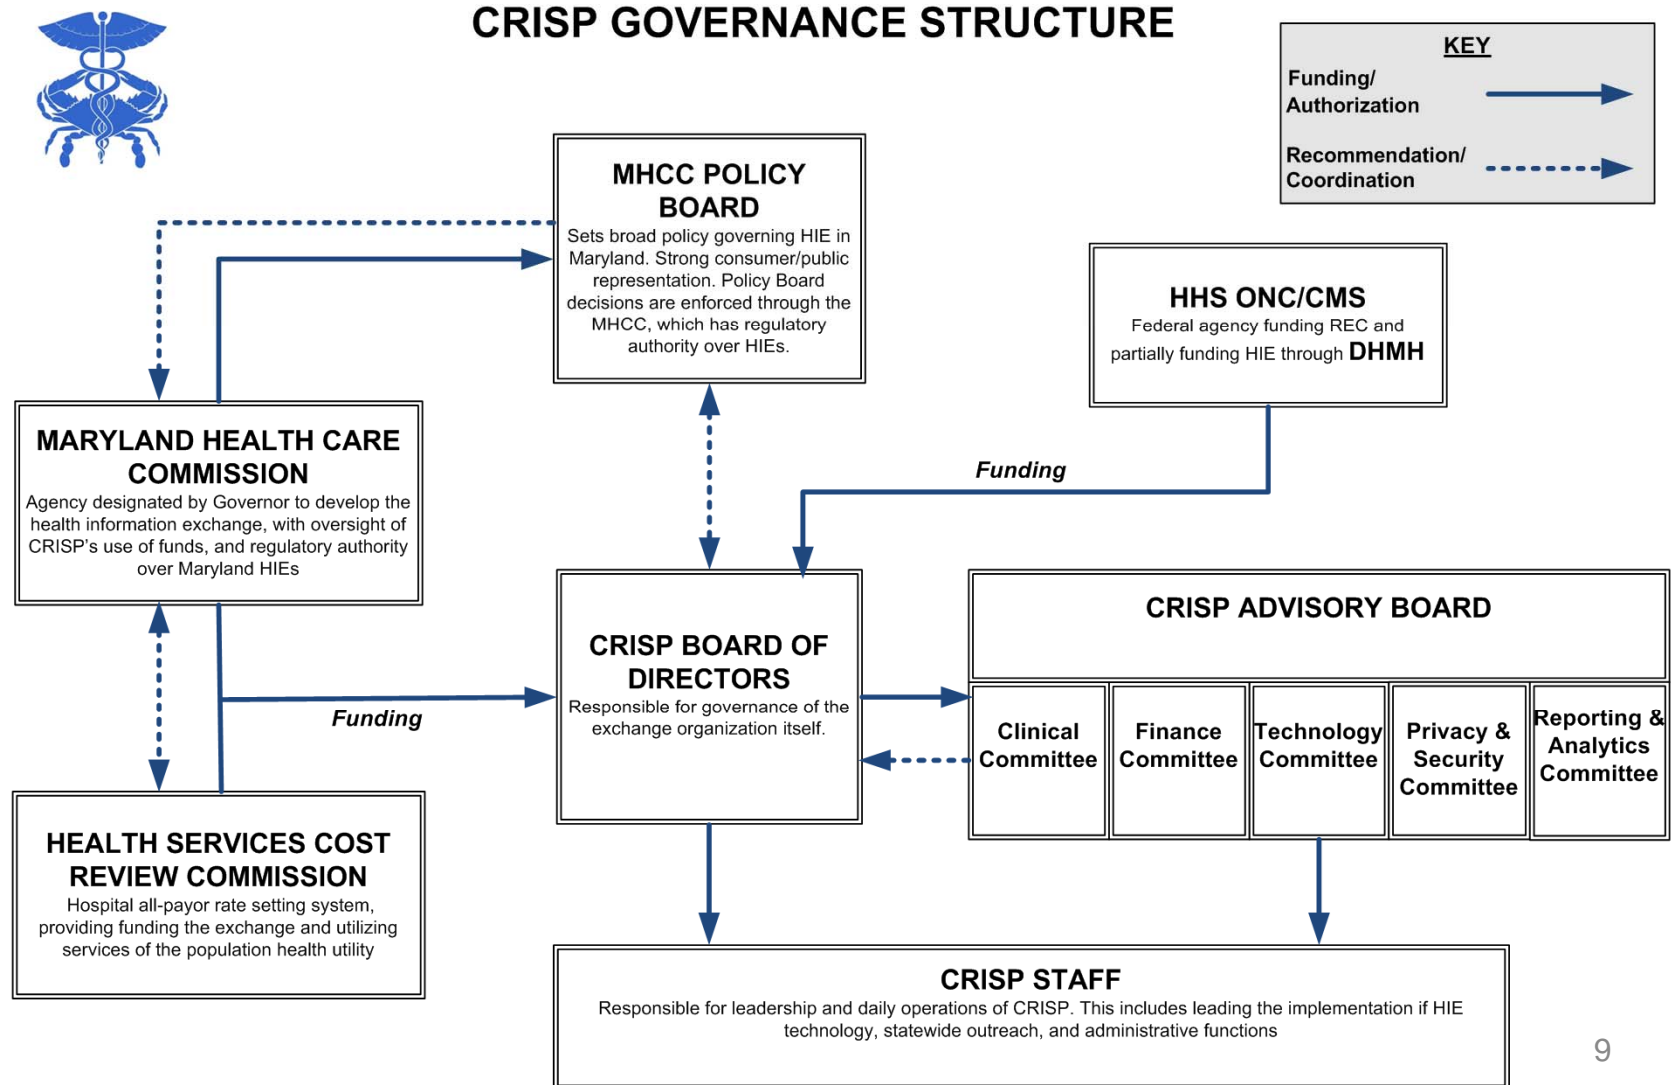 CRISP GOVERNANCE STRUCTURE
KEY
Funding/
Authorization
Recommendation/
Coordination
MHCC POLICY
BOARD
Sets broad policy governing HIE in
Maryland. Strong consumer/public
representation. Policy Board
decisions are enforced through the
MHCC, which has regulatory
authority over HIEs.
HHS ONC/CMS
Federal agency funding REC and
partially funding HIE through DHMH
MARYLAND HEALTH CARE
COMMISSION
Agency designated by Governor to develop the
health information exchange, with oversight of
CRISP's use of funds, and regulatory authority
over Maryland HIEs
Funding
CRISP BOARD OF
DIRECTORS
Responsible for governance of the
exchange organization itself.
CRISP ADVISORY BOARD
Clinical
Committee
Finance
Committee
Technology
Committee
Privacy &
Security
Committee
Reporting &
Analytics
Committee
Funding
HEALTH SERVICES COST
REVIEW COMMISSION
Hospital all-payor rate setting system,
providing funding the exchange and utilizing
services of the population health utility
CRISP STAFF
Responsible for leadership and daily operations of CRISP. This includes leading the implementation if HIE
technology, statewide outreach, and administrative functions
9